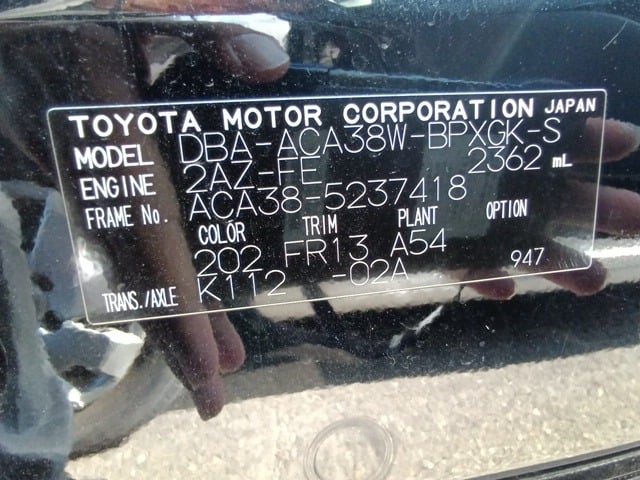 TOYOTA MOTOR CORPORATION JAPAN
MODEL DBA-ACA38W-BPXGK-S
ENGINE 2AZ-FE 2362 mL
FRAME No. ACA38-5237418
COLOR TRIM PLANT OPTION
202 FR13 A54 947
TRANS./AXLE K112 -02A